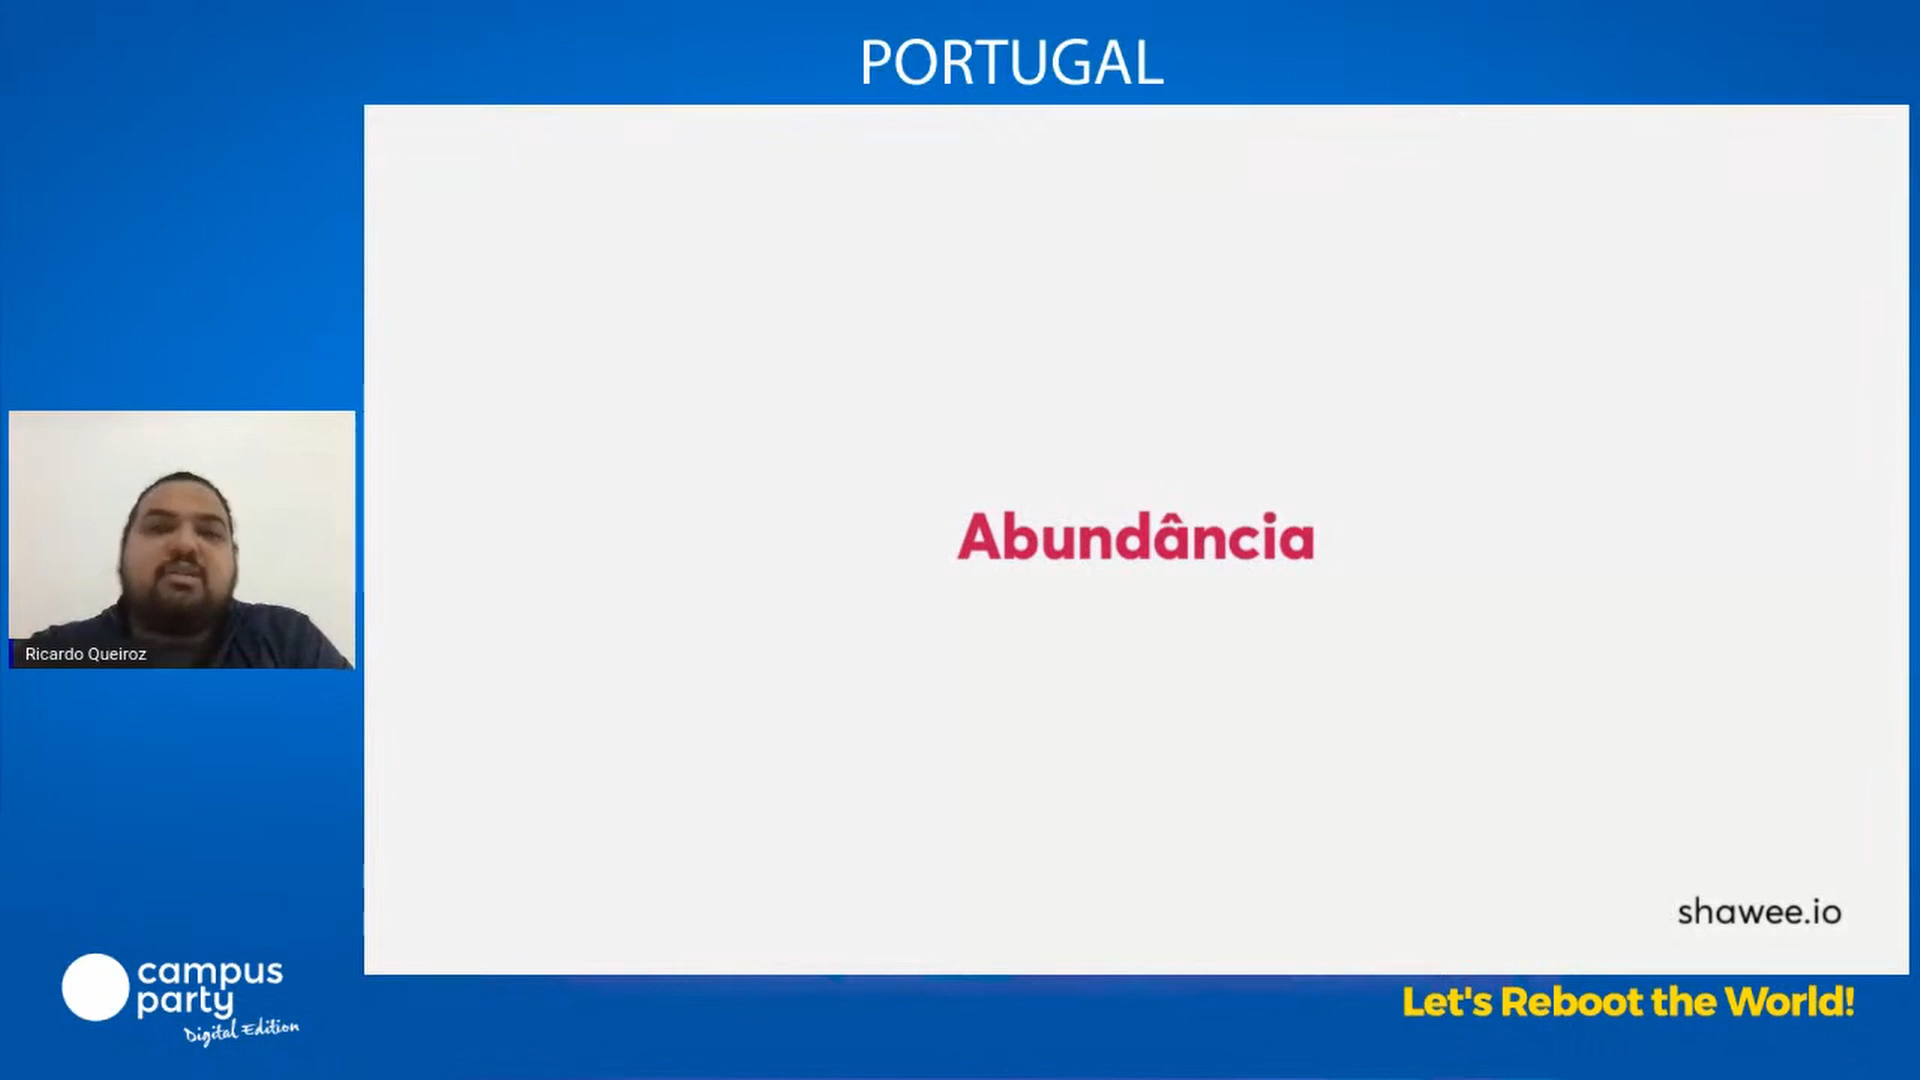 PORTUGAL
Abundância
Ricardo Queiroz
shawee.io
campus
party
Digital Edition
Let's Reboot the World!